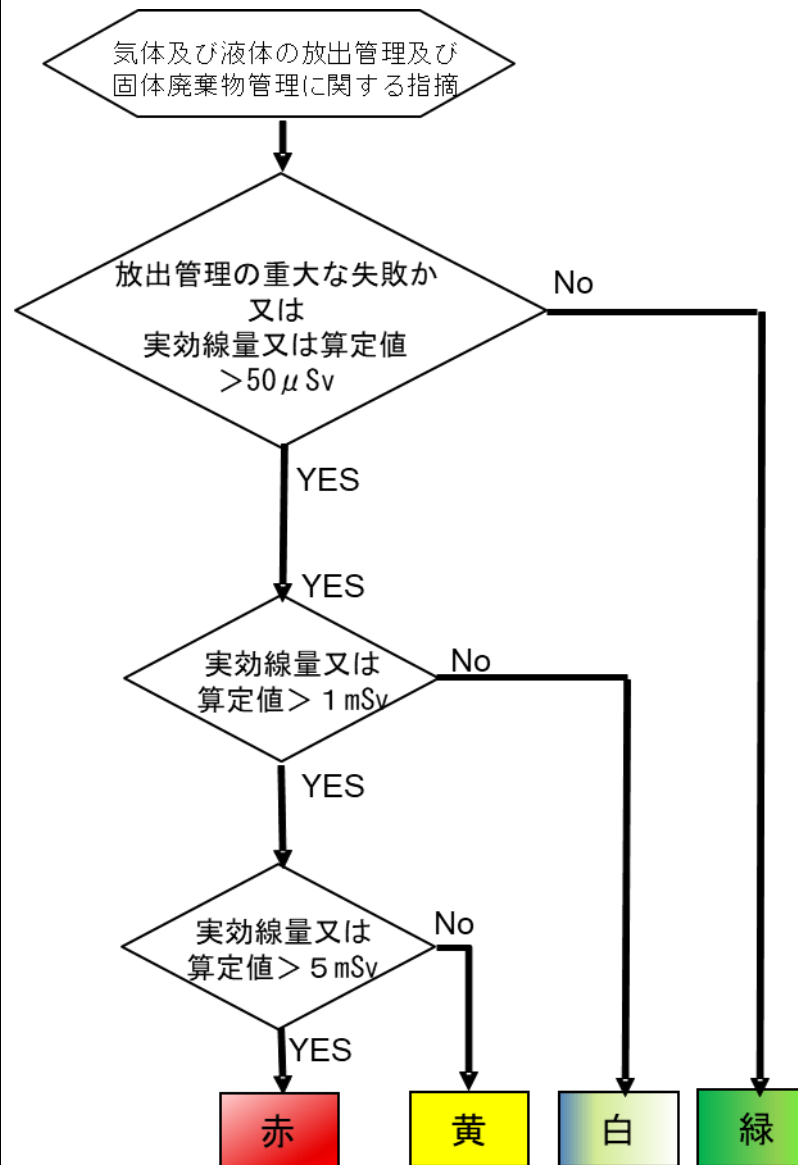 気体及び液体の放出管理及び
固体廃棄物管理に関する指摘
放出管理の重大な失敗か
又は
実効線量又は算定値
＞50μSv
No
YES
YES
実効線量又は
算定値＞１mSv
No
YES
実効線量又は
算定値＞５mSv
No
YES
赤
黄
白
緑